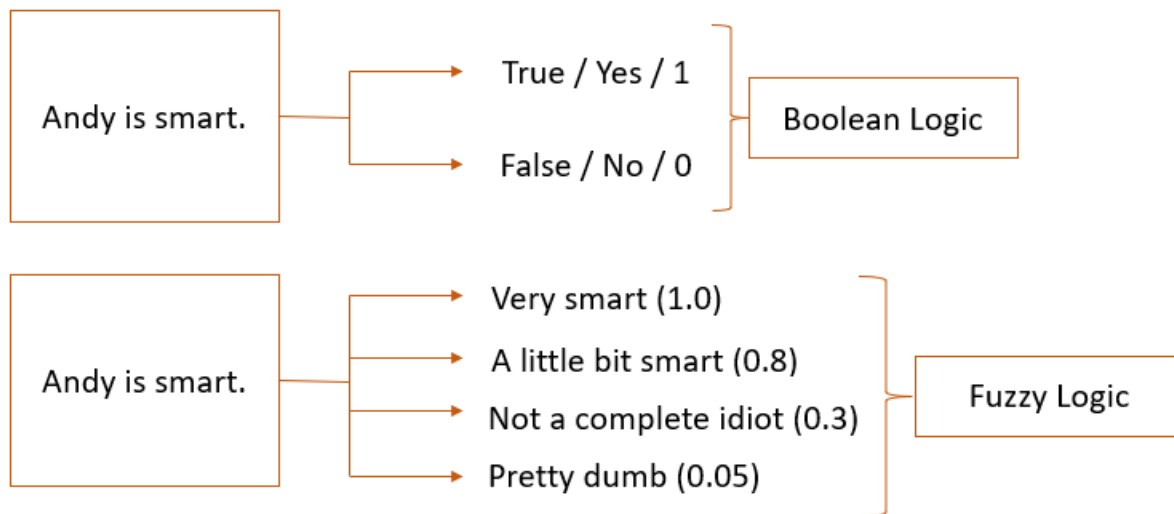 Andy is smart.
True / Yes / 1
False / No / 0
Boolean Logic
Andy is smart.
Very smart (1.0)
A little bit smart (0.8)
Not a complete idiot (0.3)
Pretty dumb (0.05)
Fuzzy Logic